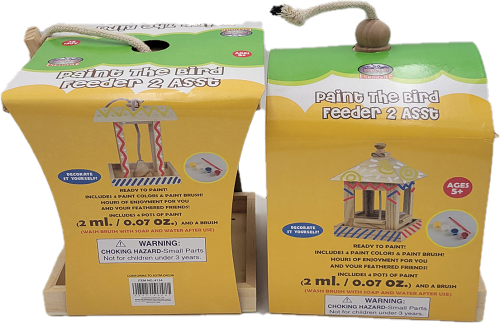 Paint The Bird
Feeder 2 Asst
DECORATE
IT YOURSELF!
READY TO PAINT!
INCLUDES 4 PAINT COLORS & PAINT BRUSH!
HOURS OF ENJOYMENT FOR YOU
AND YOUR FEATHERED FRIENDS!
INCLUDES 4 POTS OF PAINT
(2 ml. / 0.07 OZ.) AND A BRUSH
(WASH BRUSH WITH SOAP AND WATER AFTER USE)
WARNING:
CHOKING HAZARD-Small Parts
Not for children under 3 years.
Paint The Bird
Feeder 2 Asst
AGES
5+
DECORATE
IT YOURSELF!
READY TO PAINT!
INCLUDES 4 PAINT COLORS & PAINT BRUSH!
HOURS OF ENJOYMENT FOR YOU
AND YOUR FEATHERED FRIENDS!
INCLUDES 4 POTS OF PAINT
(2 ml. / 0.07 OZ.) AND A BRUSH
(WASH BRUSH WITH SOAP AND WATER AFTER USE)
WARNING:
CHOKING HAZARD-Small Parts
Not for children under 3 years.